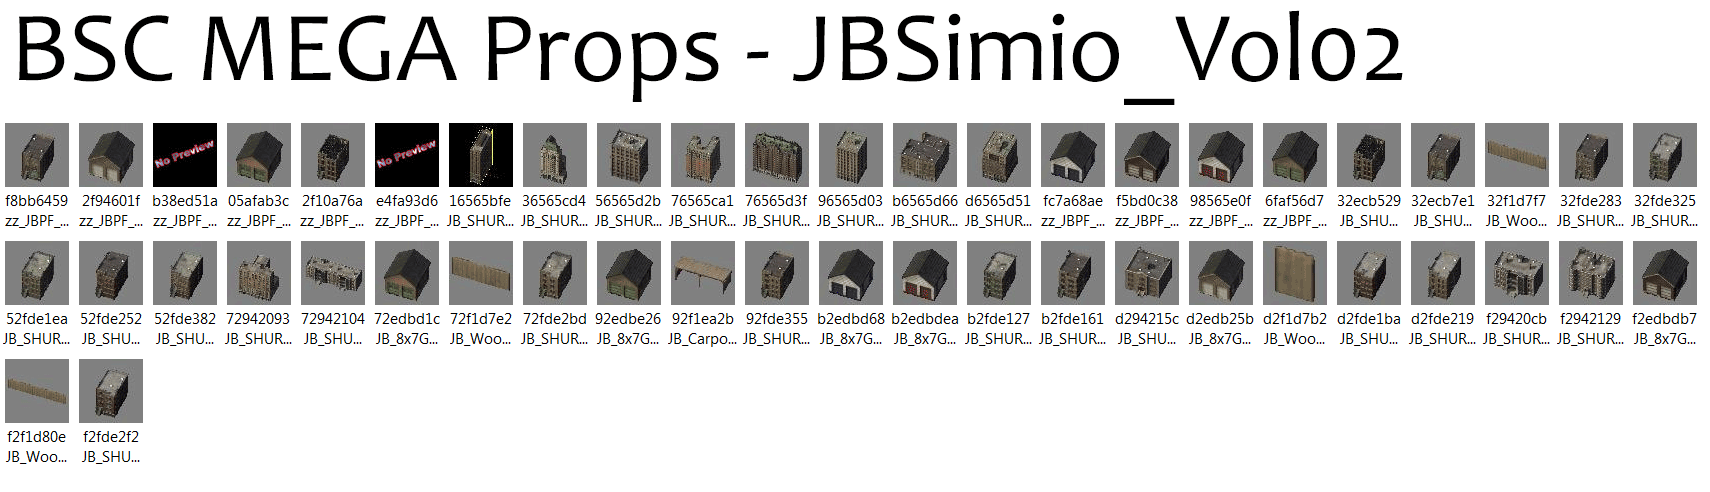 BSC MEGA Props - JBSimio_Vol02
No Preview No Preview
f8bb6459 2f94601f b38ed51a 05afab3c 2f10a76a e4fa93d6 16565bfe 36565cd4 56565d2b 76565ca1 76565d3f 96565d03 b6565d66 d6565d51 fc7a68ae f5bd0c38 98565e0f 6faf56d7 32ecb529 32ecb7e1 32f1d7f7 32fde283 32fde325
zz_JBPF_... zz_JBPF_... zz_JBPF_... zz_JBPF_... zz_JBPF_... zz_JBPF_... JB_SHUR... JB_SHUR... JB_SHUR... JB_SHUR... JB_SHUR... JB_SHUR... JB_SHUR... JB_SHUR... zz_JBPF_... zz_JBPF_... zz_JBPF_... zz_JBPF_... JB_SHU... JB_SHU... JB_Woo... JB_SHUR... JB_SHUR...
52fde1ea 52fde252 52fde382 72942093 72942104 72edbd1c 72f1d7e2 72fde2bd 92edbe26 92f1ea2b 92fde355 b2edbd68 b2edbdea b2fde127 b2fde161 d294215c d2edb25b d2f1d7b2 d2fde1ba d2fde219 f29420cb f2942129 f2edbdb7
JB_SHUR... JB_SHU... JB_SHU... JB_SHUR... JB_SHU... JB_8x7G... JB_Woo... JB_SHUR... JB_8x7G... JB_Carpo... JB_SHUR... JB_8x7G... JB_8x7G... JB_SHUR... JB_SHUR... JB_SHU... JB_8x7G... JB_Woo... JB_SHU... JB_SHUR... JB_SHUR... JB_SHUR... JB_8x7G...
f2f1d80e f2fde2f2
JB_Woo... JB_SHU...